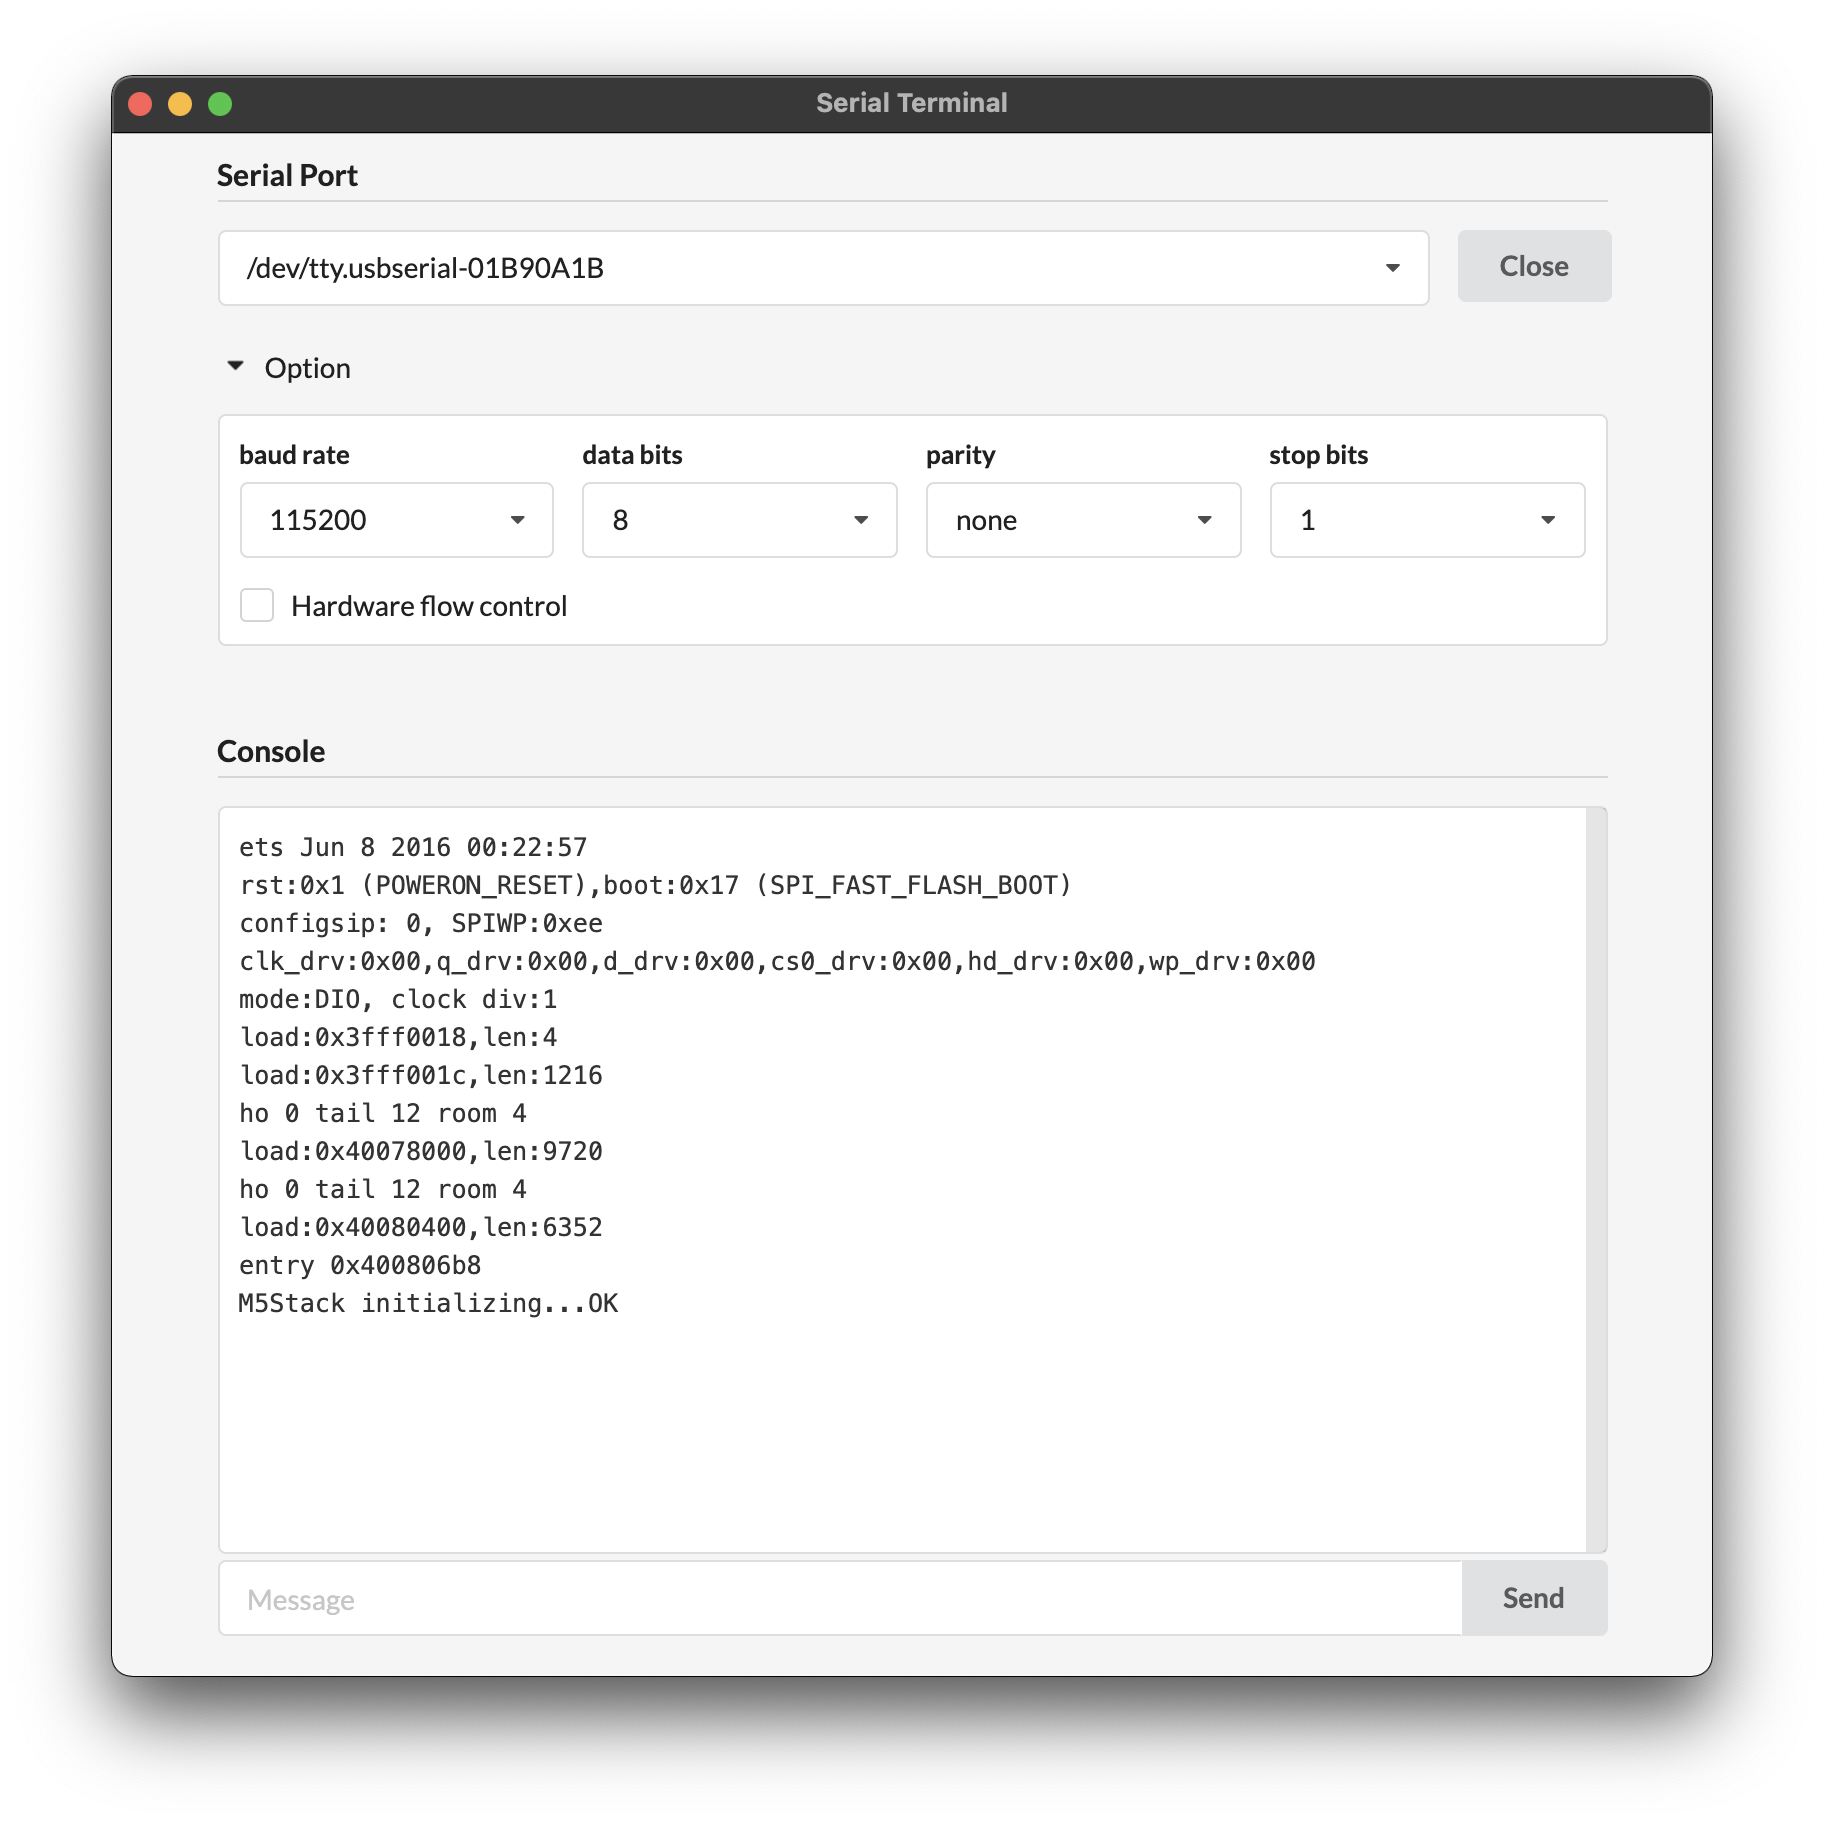 Serial Terminal
Serial Port
/dev/tty.usbserial-01B90A1B
Close
Option
baud rate data bits parity stop bits
115200 8 none 1
Hardware flow control
Console
ets Jun 8 2016 00:22:57
rst:0x1 (POWERON_RESET),boot:0x17 (SPI_FAST_FLASH_BOOT)
configsip: 0, SPIWP:0xee
clk_drv:0x00,q_drv:0x00,d_drv:0x00,cs0_drv:0x00,hd_drv:0x00,wp_drv:0x00
mode:DIO, clock div:1
load:0x3fff0018,len:4
load:0x3fff001c,len:1216
ho 0 tail 12 room 4
load:0x40078000,len:9720
ho 0 tail 12 room 4
load:0x40080400,len:6352
entry 0x400806b8
M5Stack initializing...OK
Message
Send